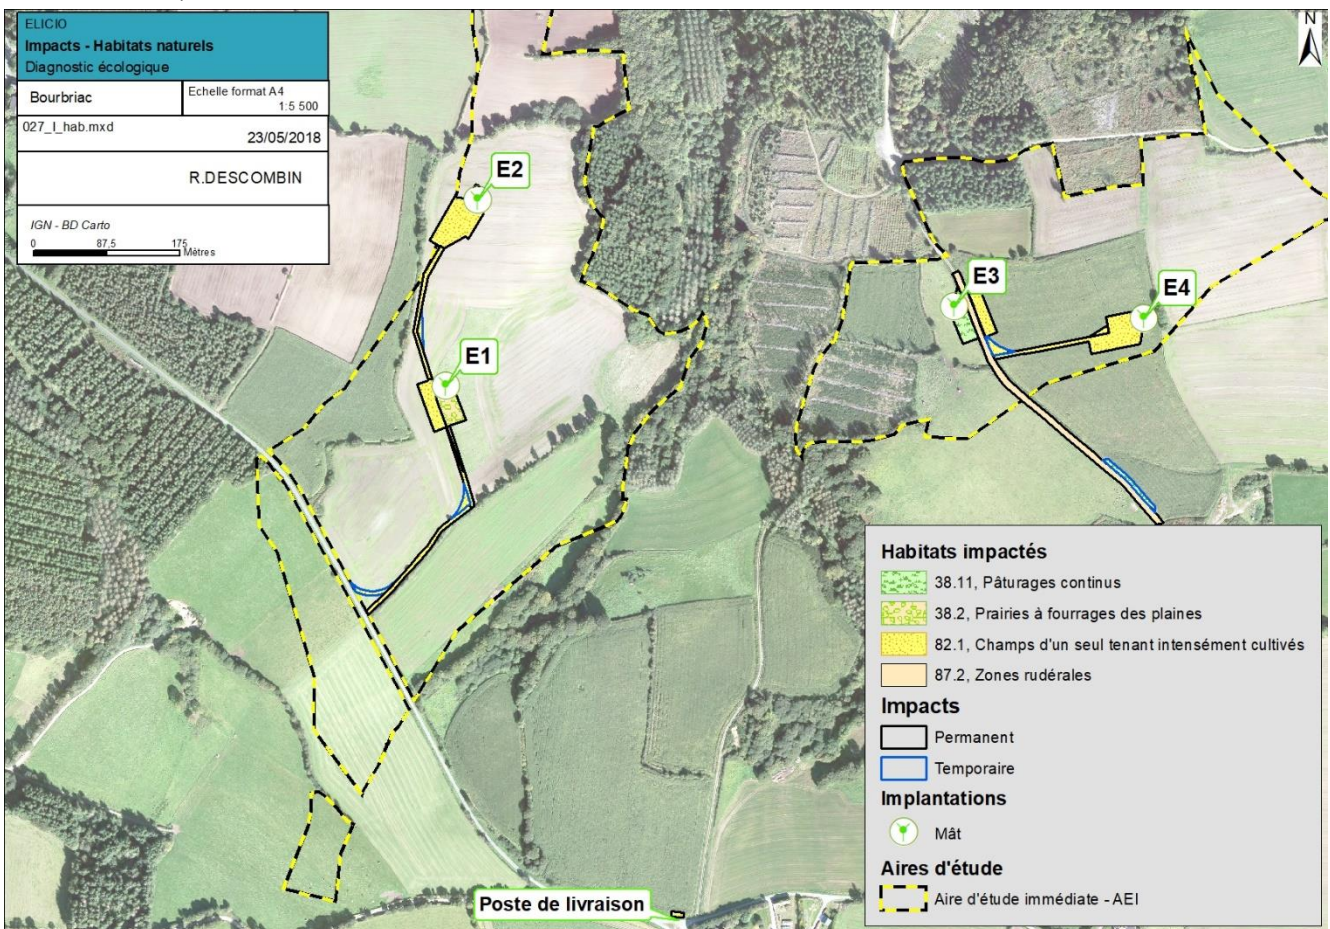 ELICIO
Impacts - Habitats naturels
Diagnostic écologique
Bourbriac
Echelle format A4
1:5 500
027_I_hab.mxd
23/05/2018
R.DESCOMBIN
IGN - BD Carto
0 87,5 175
Mètres
N
E2
E1
E3
E4
Poste de livraison
Habitats impactés
38.11, Pâturages continus
38.2, Prairies à fourrages des plaines
82.1, Champs d'un seul tenant intensément cultivés
87.2, Zones rudérales
Impacts
Permanent
Temporaire
Implantations
Mât
Aires d'étude
Aire d'étude immédiate - AEI